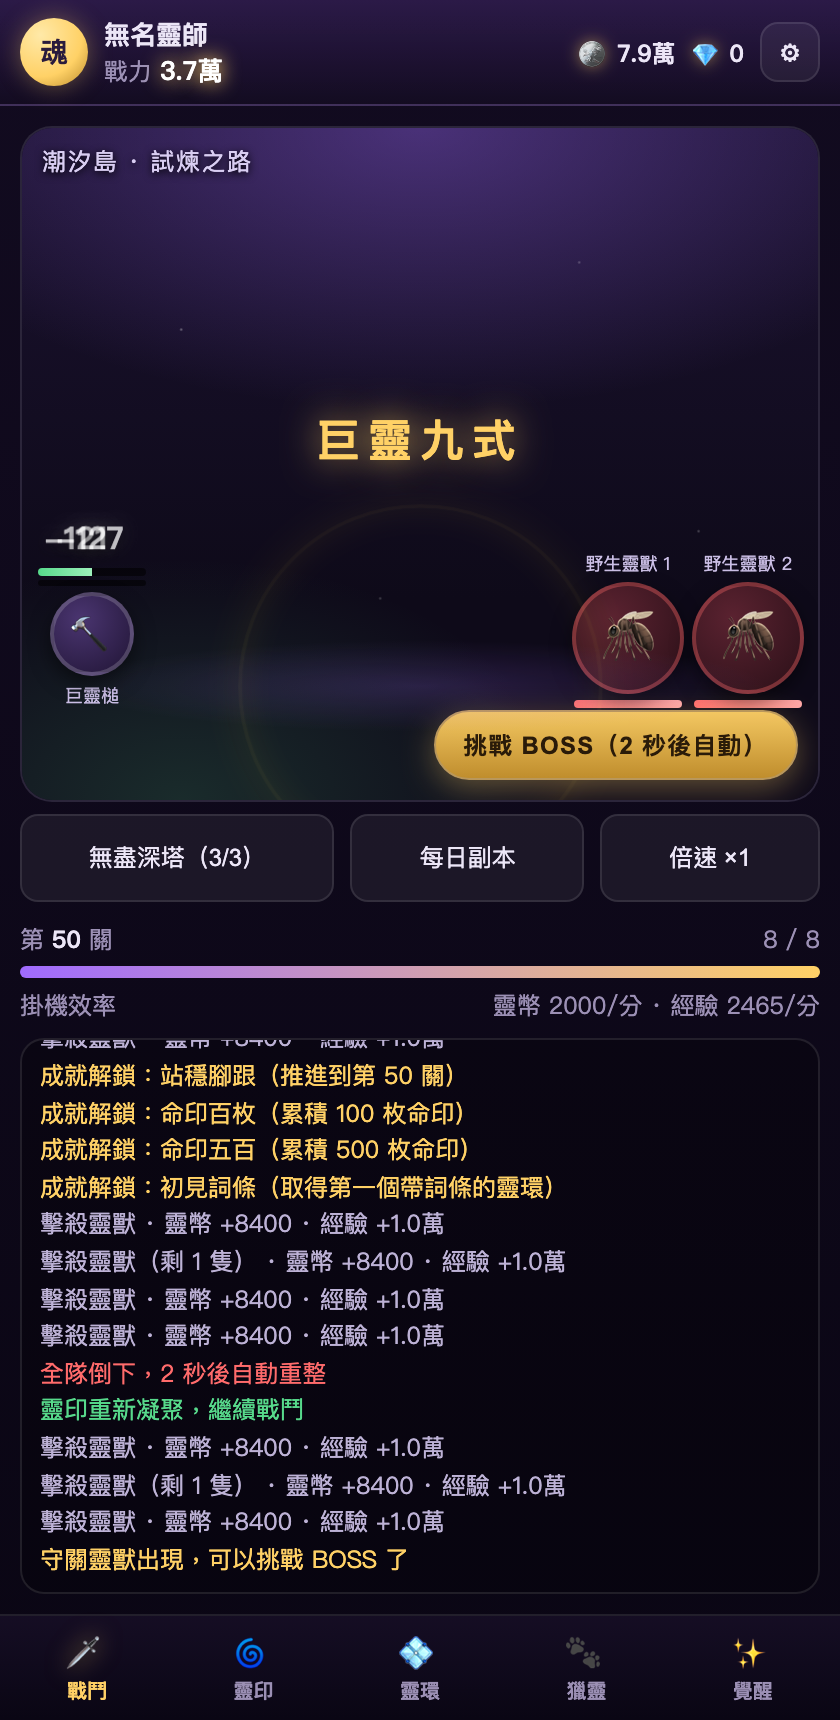 魂
無名靈師
戰力 3.7萬
7.9萬
0
潮汐島 · 試煉之路
巨靈九式
巨靈槌
野生靈獸 1
野生靈獸 2
挑戰 BOSS（2 秒後自動）
無盡深塔（3/3）
每日副本
倍速 ×1
第 50 關
8 / 8
掛機效率
靈幣 2000/分 · 經驗 2465/分
擊殺靈獸 · 靈幣 +8400 · 經驗 +1.0萬
成就解鎖：站穩腳跟（推進到第 50 關）
成就解鎖：命印百枚（累積 100 枚命印）
成就解鎖：命印五百（累積 500 枚命印）
成就解鎖：初見詞條（取得第一個帶詞條的靈環）
擊殺靈獸 · 靈幣 +8400 · 經驗 +1.0萬
擊殺靈獸（剩 1 隻） · 靈幣 +8400 · 經驗 +1.0萬
擊殺靈獸 · 靈幣 +8400 · 經驗 +1.0萬
擊殺靈獸 · 靈幣 +8400 · 經驗 +1.0萬
全隊倒下，2 秒後自動重整
靈印重新凝聚，繼續戰鬥
擊殺靈獸 · 靈幣 +8400 · 經驗 +1.0萬
擊殺靈獸（剩 1 隻） · 靈幣 +8400 · 經驗 +1.0萬
擊殺靈獸 · 靈幣 +8400 · 經驗 +1.0萬
守關靈獸出現，可以挑戰 BOSS 了
戰鬥
靈印
靈環
獵靈
覺醒